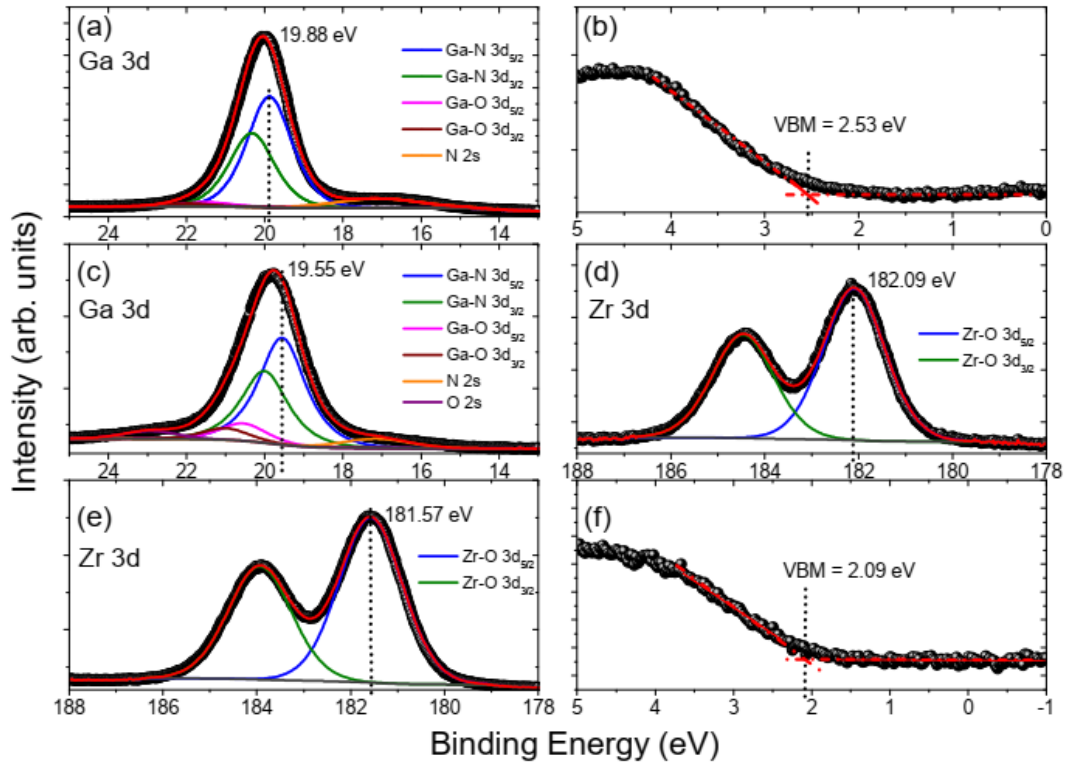 (a)
Ga 3d
19.88 eV
Ga-N 3d5/2
Ga-N 3d3/2
Ga-O 3d5/2
Ga-O 3d3/2
N 2s
24 22 20 18 16 14
(b)
VBM = 2.53 eV
5 4 3 2 1 0
(c)
Ga 3d
19.55 eV
Ga-N 3d5/2
Ga-N 3d3/2
Ga-O 3d5/2
Ga-O 3d3/2
N 2s
O 2s
24 22 20 18 16 14
(d)
Zr 3d
182.09 eV
Zr-O 3d5/2
Zr-O 3d3/2
188 186 184 182 180 178
(e)
Zr 3d
181.57 eV
Zr-O 3d5/2
Zr-O 3d3/2
188 186 184 182 180 178
(f)
VBM = 2.09 eV
5 4 3 2 1 0 -1
Intensity (arb. units)
Binding Energy (eV)